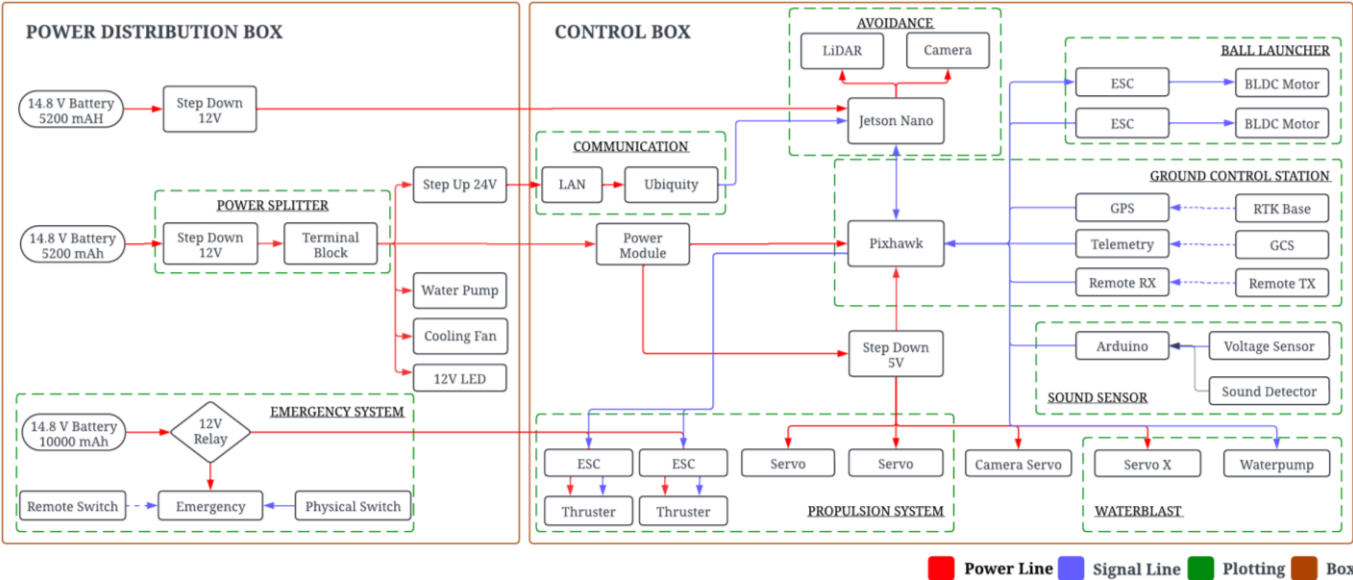 POWER DISTRIBUTION BOX
14.8 V Battery
5200 mAH
Step Down
12V
Step Up 24V
POWER SPLITTER
14.8 V Battery
5200 mAh
Step Down
12V
Terminal
Block
Water Pump
Cooling Fan
12V LED
EMERGENCY SYSTEM
14.8 V Battery
10000 mAh
12V
Relay
Remote Switch
Emergency
Physical Switch
CONTROL BOX
AVOIDANCE
LiDAR
Camera
Jetson Nano
BALL LAUNCHER
ESC
BLDC Motor
ESC
BLDC Motor
COMMUNICATION
LAN
Ubiquity
GROUND CONTROL STATION
GPS
RTK Base
Power
Module
Pixhawk
Telemetry
GCS
Remote RX
Remote TX
Step Down
5V
Arduino
Voltage Sensor
Sound Detector
SOUND SENSOR
ESC
ESC
Servo
Servo
Camera Servo
Servo X
Waterpump
Thruster
Thruster
PROPULSION SYSTEM
WATERBLAST
Power Line
Signal Line
Plotting
Box